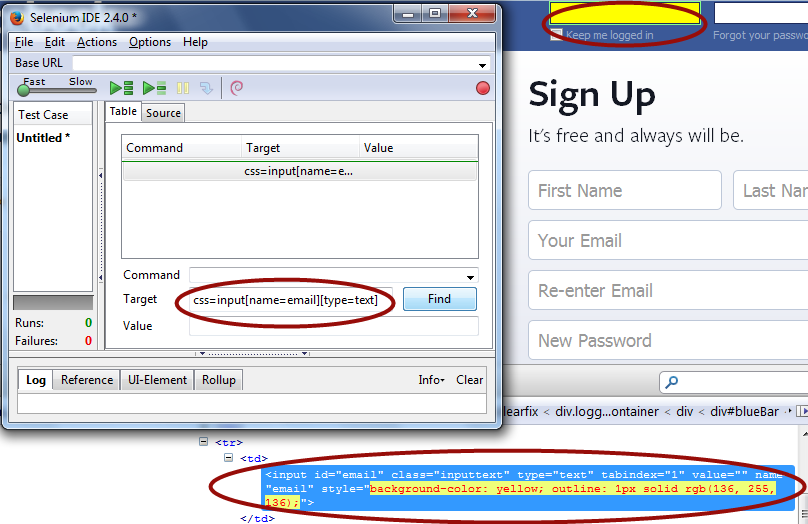 Selenium IDE 2.4.0 *
File Edit Actions Options Help
Base URL
Fast Slow
Test Case
Untitled *
Table Source
Command Target Value
css=input[name=e...
Command
Target css=input[name=email][type=text] Find
Value
Runs: 0
Failures: 0
Log Reference UI-Element Rollup Info Clear
Keep me logged in Forgot your passwo
Sign Up
It's free and always will be.
First Name Last Nan
Your Email
Re-enter Email
New Password
learfix < div.logg...ontainer < div < div#blueBar
<tr>
<td>
<input id="email" class="inputtext" type="text" tabindex="1" value="" name
"email" style="background-color: yellow; outline: 1px solid rgb(136, 255,
136);">
</td>